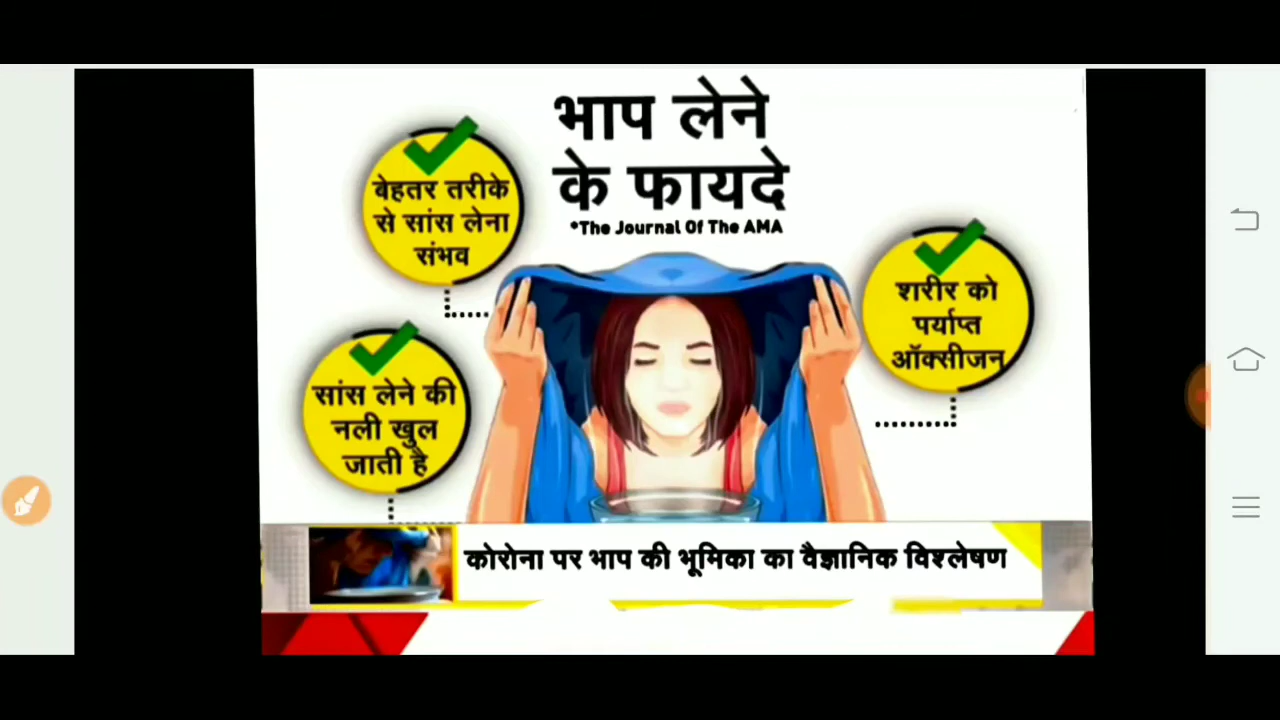 भाप लेने
के फायदे
*The Journal Of The AMA
बेहतर तरीके
से सांस लेना
संभव
शरीर को
पर्याप्त
ऑक्सीजन
सांस लेने की
नली खुल
जाती है
कोरोना पर भाप की भूमिका का वैज्ञानिक विश्लेषण